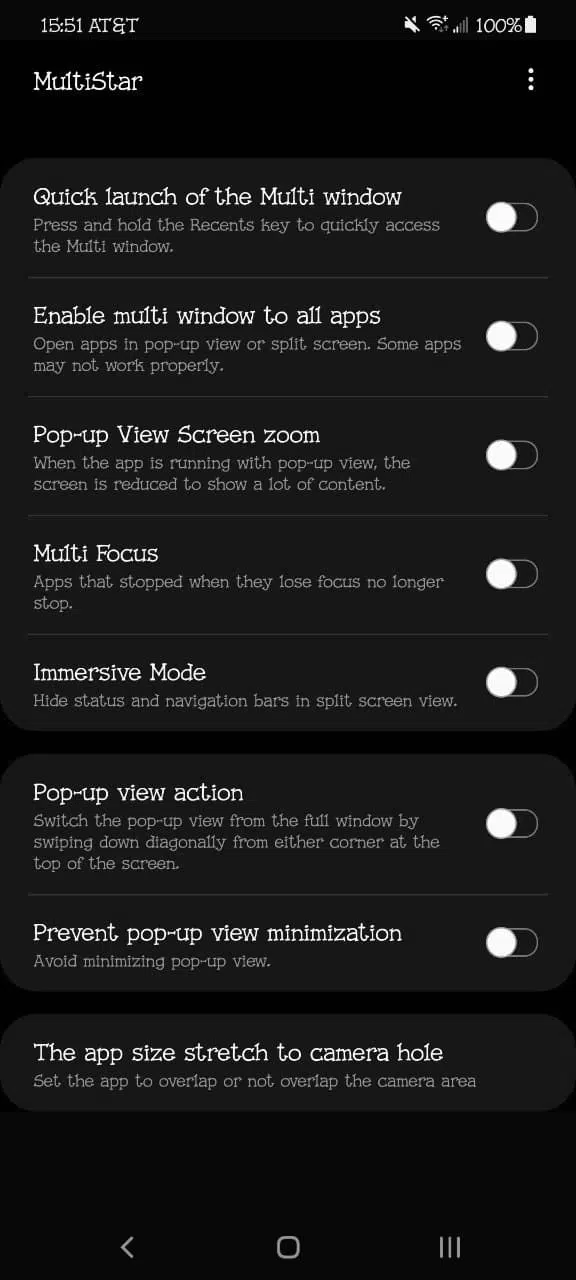 15:51 AT&T 100%
MultiStar
Quick launch of the Multi window
Press and hold the Recents key to quickly access
the Multi window.
Enable multi window to all apps
Open apps in pop-up view or split screen. Some apps
may not work properly.
Pop-up View Screen zoom
When the app is running with pop-up view, the
screen is reduced to show a lot of content.
Multi Focus
Apps that stopped when they lose focus no longer
stop.
Immersive Mode
Hide status and navigation bars in split screen view.
Pop-up view action
Switch the pop-up view from the full window by
swiping down diagonally from either corner at the
top of the screen.
Prevent pop-up view minimization
Avoid minimizing pop-up view.
The app size stretch to camera hole
Set the app to overlap or not overlap the camera area